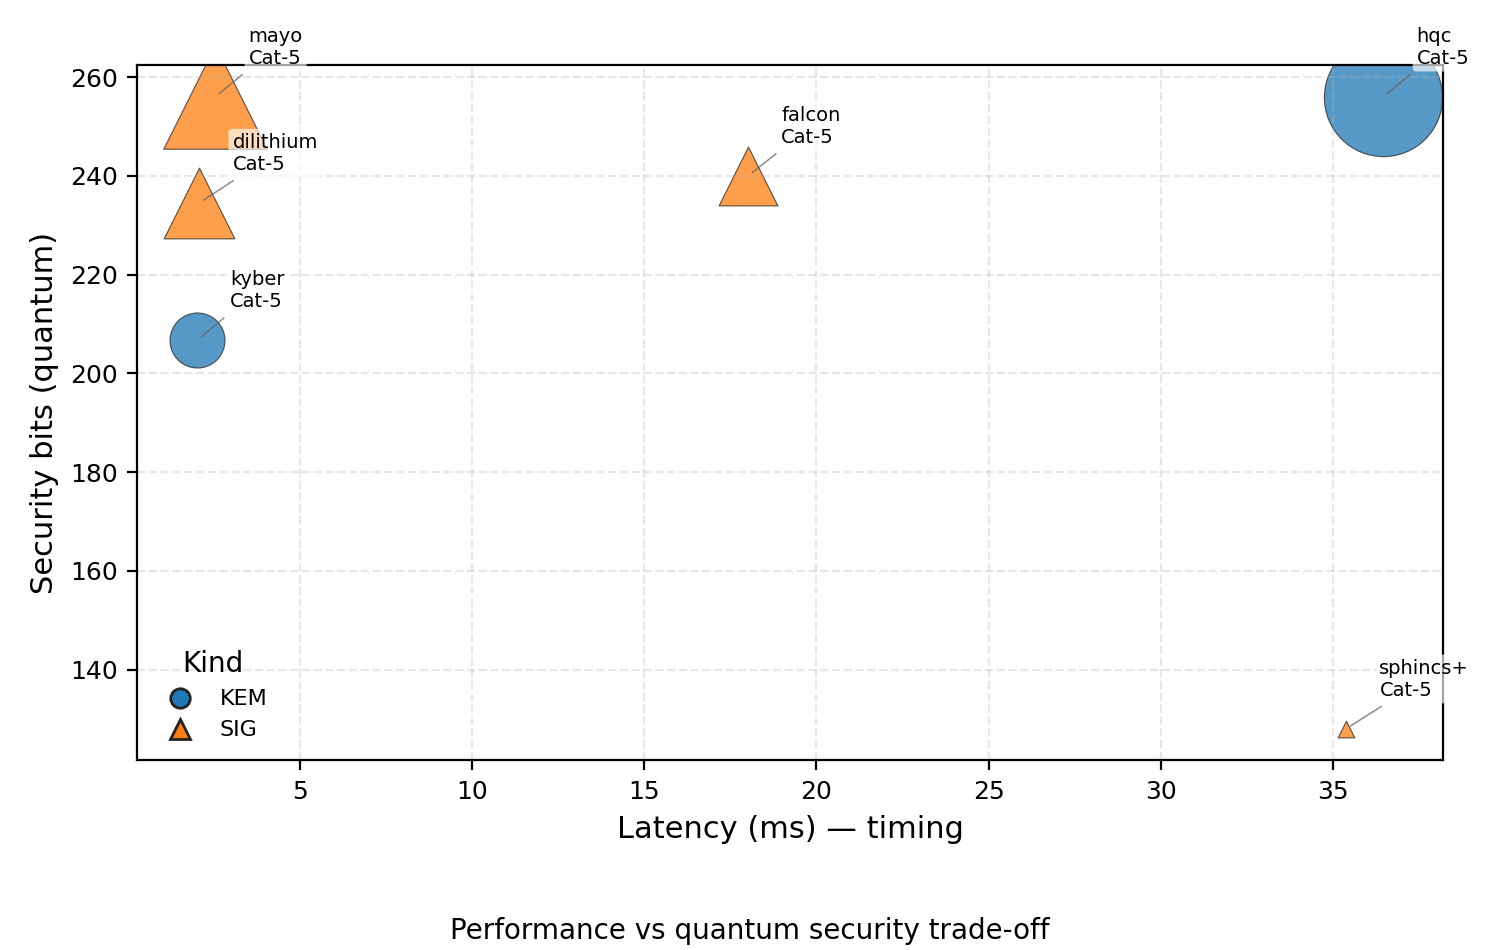 mayo
Cat-5
hqc
Cat-5
260
falcon
Cat-5
dilithium
Cat-5
240
220
kyber
Cat-5
200
180
160
140
Security bits (quantum)
sphincs+
Cat-5
Kind
KEM
SIG
5
10
15
20
25
30
35
Latency (ms) — timing
Performance vs quantum security trade-off